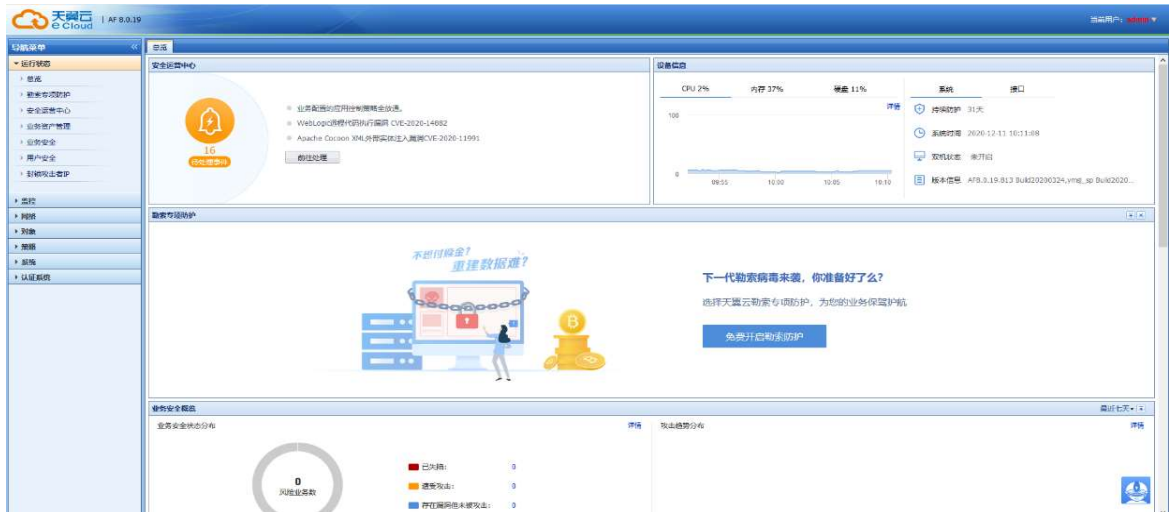 天翼云
e Cloud
AF 8.0.19
当前用户：admin
导航菜单
运行状态
总览
勒索专项防护
安全运营中心
业务资产管理
业务安全
用户安全
封锁攻击者IP
监控
网络
对象
策略
系统
认证系统
总览
安全运营中心
16
待处理事件
业务配置的应用控制策略全放通。
WebLogic远程代码执行漏洞 CVE-2020-14882
Apache Cocoon XML外部实体注入漏洞CVE-2020-11991
前往处理
设备信息
CPU 2%
内存 37%
硬盘 11%
详情
100
0
09:55
10:00
10:05
10:10
系统
接口
持续防护 31天
系统时间 2020-12-11 10:11:08
双机状态 未开启
版本信息 AF8.0.19.813 Build20200324,vmg_sp Build2020...
勒索专项防护
不想付赎金?
重建数据难?
下一代勒索病毒来袭，你准备好了么?
选择天翼云勒索专项防护，为您的业务保驾护航
免费开启勒索防护
业务安全概览
最近七天
业务安全状态分布
详情
0
风险业务数
已失陷: 0
遭受攻击: 0
存在漏洞但未被攻击: 0
攻击趋势分布
详情